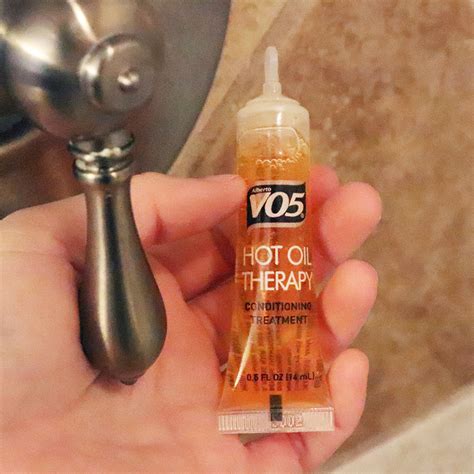 Alberto
VO5®
HOT OIL
THERAPY
CONDITIONING
TREATMENT
0.5 FL OZ (14 mL)